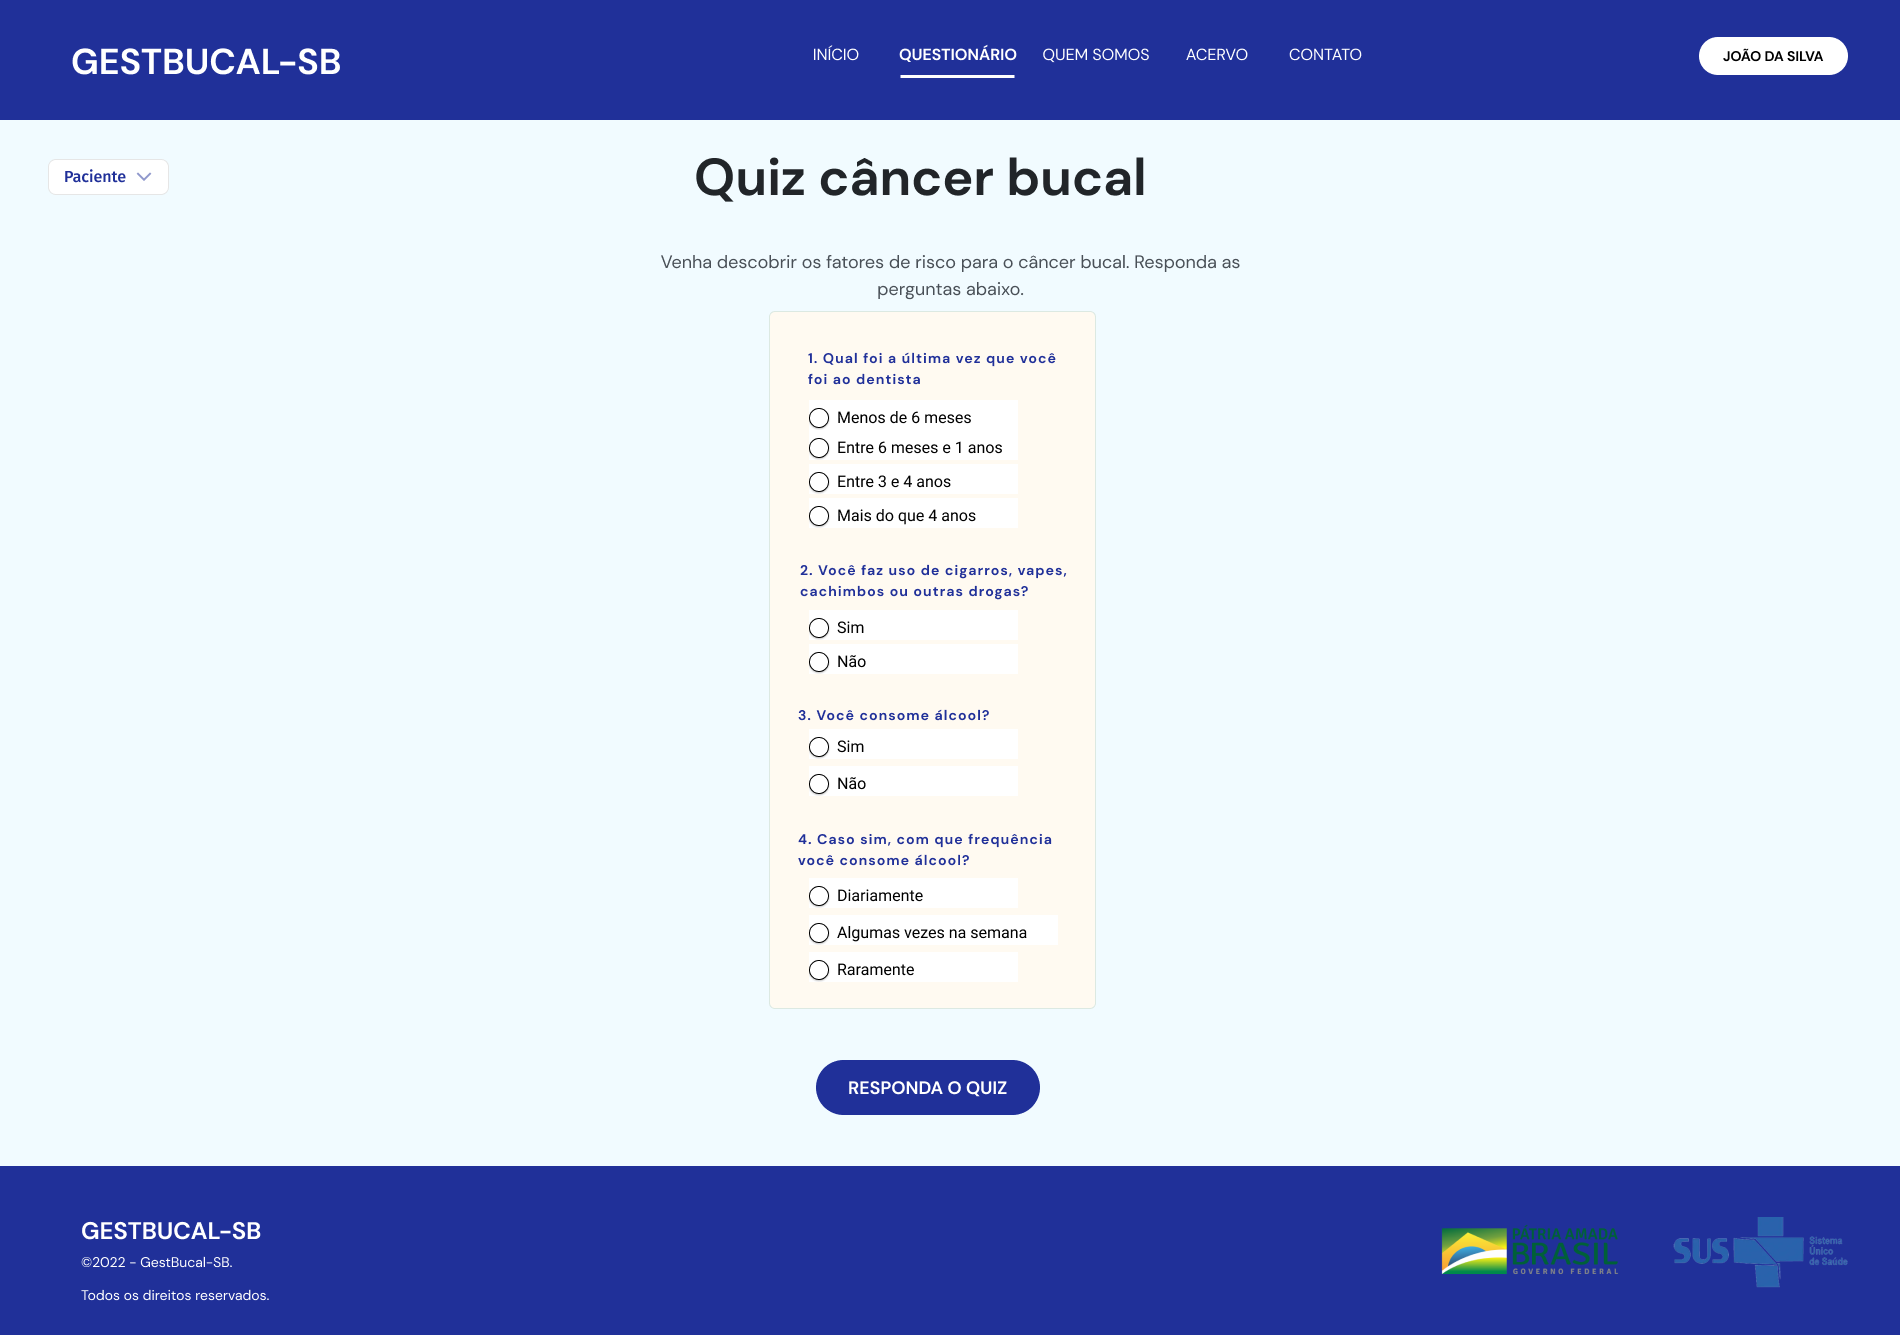 GESTBUCAL-SB
INÍCIO
QUESTIONÁRIO
QUEM SOMOS
ACERVO
CONTATO
JOÃO DA SILVA
Paciente
Quiz câncer bucal
Venha descobrir os fatores de risco para o câncer bucal. Responda as
perguntas abaixo.
1. Qual foi a última vez que você
foi ao dentista
Menos de 6 meses
Entre 6 meses e 1 anos
Entre 3 e 4 anos
Mais do que 4 anos
2. Você faz uso de cigarros, vapes,
cachimbos ou outras drogas?
Sim
Não
3. Você consome álcool?
Sim
Não
4. Caso sim, com que frequência
você consome álcool?
Diariamente
Algumas vezes na semana
Raramente
RESPONDA O QUIZ
GESTBUCAL-SB
©2022 - GestBucal-SB.
Todos os direitos reservados.
PÁTRIA AMADA
BRASIL
GOVERNO FEDERAL
SUS
Sistema
Único
de Saúde